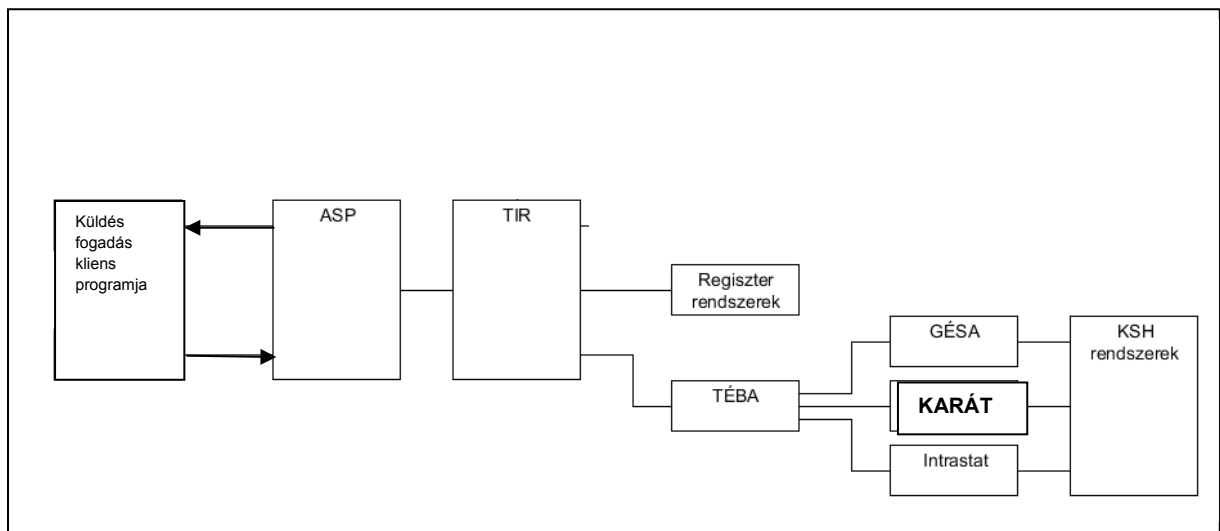 Küldés
fogadás
kliens
programja
ASP
TIR
Regiszter
rendszerek
TÉBA
GÉSA
KARÁT
Intrastat
KSH
rendszerek